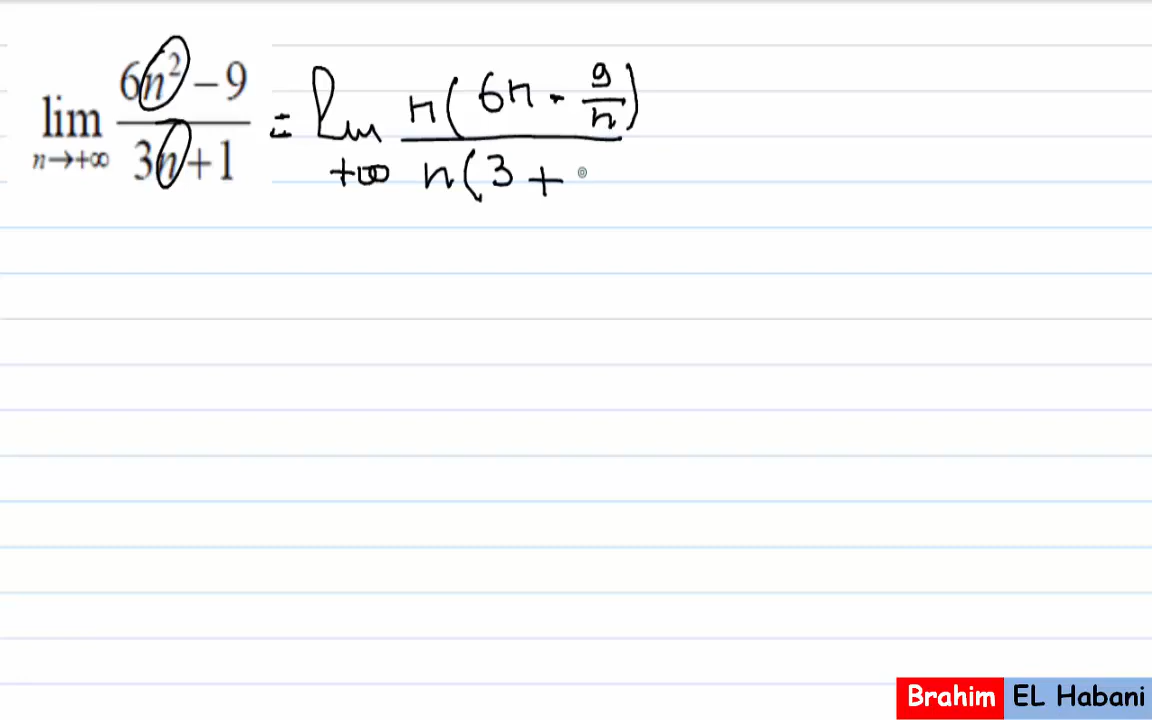 lim n→+∞ (6n² − 9)/(3n + 1) = lim +∞ n(6n - 9/n)/n(3 +
Brahim EL Habani